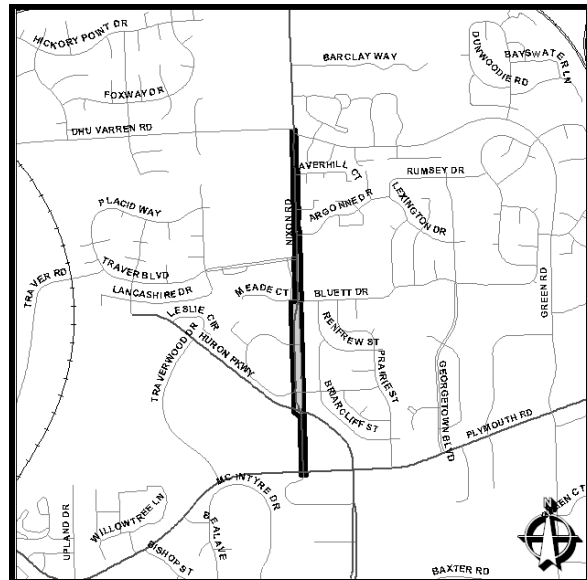 HICKORY POINT DR
BARCLAY WAY
DUNWOODIE RD
BAYSWATER LN
FOXWAY DR
DHU VARREN RD
AVERHILL CT
RUMSEY DR
PLACID WAY
NIXON RD
ARGONNE DR
LEXINGTON DR
TRAVER RD
TRAVER BLVD
LANCASHIRE DR
MEADE CT
BLUETT DR
GREEN RD
LESLIE CIR
TRAVERWOOD DR
HURON PKWY
RENFREW ST
PRAIRIE ST
BRIARCLIFF ST
GEORGETOWN BLVD
PLYMOUTH RD
MC INTYRE DR
UPLAND DR
WILLOWTREE LN
BEAL AVE
BISHOP ST
BAXTER RD
EN CT
N